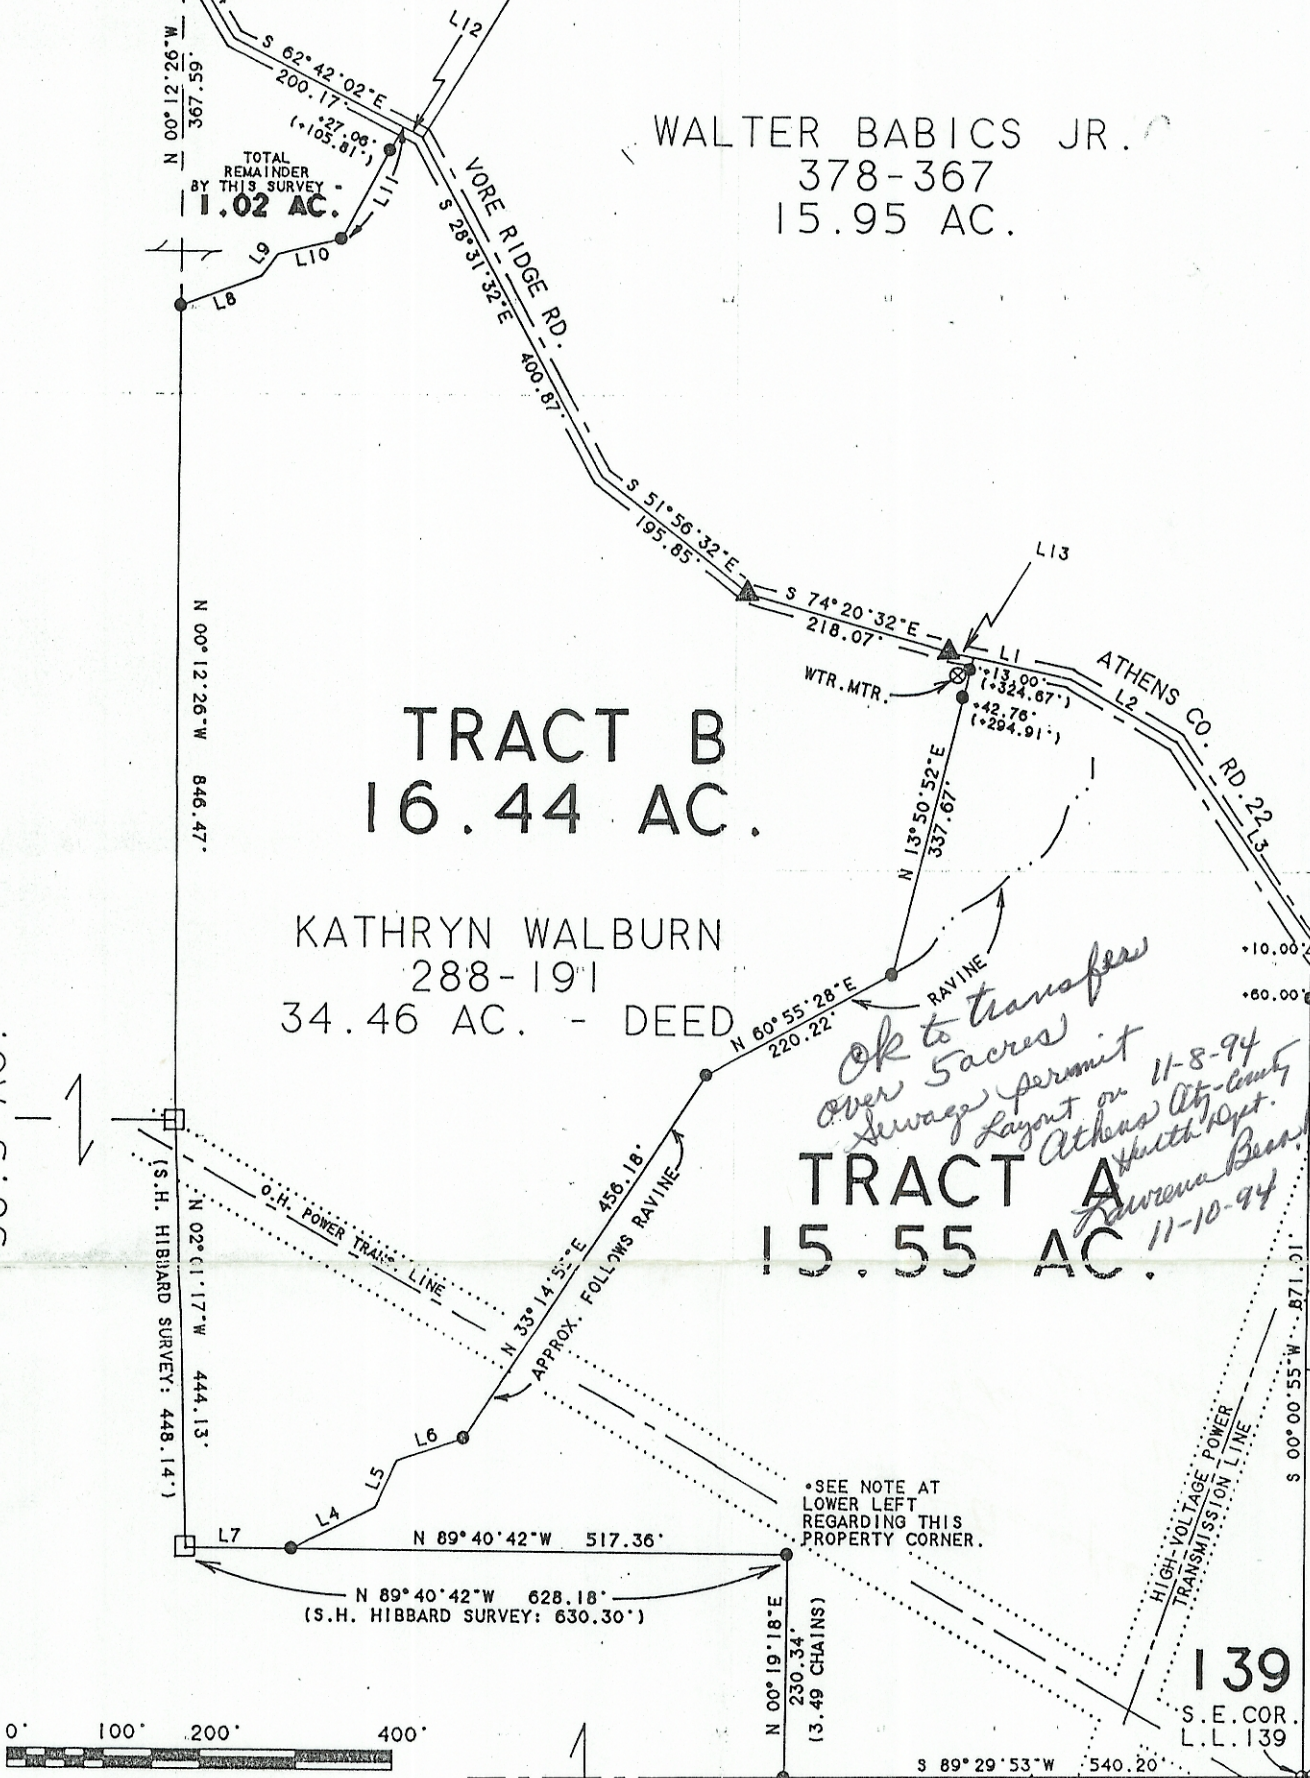 L12
S 62°42'02"E
200.17'
+27.06'
(+105.81')
N 00°12'26"W
367.59'
TOTAL
REMAINDER
BY THIS SURVEY -
1.02 AC.
L11
L10
L9
L8
VORE RIDGE RD.
S 28°31'32"E
400.87'
WALTER BABICS JR.
378-367
15.95 AC.
S 51°56'32"E
195.85'
S 74°20'32"E
218.07'
L13
L1
L2
L3
ATHENS CO. RD. 22
WTR.MTR.
+13.00'
(+324.67')
+42.76'
(+294.91')
N 13°50'52"E
337.67'
N 00°12'26"W 846.47'
TRACT B
16.44 AC.
KATHRYN WALBURN
288-191
34.46 AC. - DEED
N 60°55'28"E
220.22'
RAVINE
+10.00'
+60.00'
Ok to transfer
over 5 acres
Sewage permit
Layout on 11-8-94
Athens City-County
Health Dpt.
11-10-94
TRACT A
15.55 AC.
O.H. POWER TRANS. LINE
456.18'
APPROX. FOLLOWS RAVINE
N 02°01'17"W 444.13'
(S.H. HIBBARD SURVEY: 448.14')
L6
L5
L4
L7
N 89°40'42"W 517.36'
N 89°40'42"W 628.18'
(S.H. HIBBARD SURVEY: 630.30')
*SEE NOTE AT
LOWER LEFT
REGARDING THIS
PROPERTY CORNER.
HIGH-VOLTAGE POWER
TRANSMISSION LINE
S 00°00'55"W 871.01
N 00°19'18"E
230.34'
(3.49 CHAINS)
139
S.E.COR.
L.L.139
0' 100' 200' 400'
S 89°29'53"W 540.20'